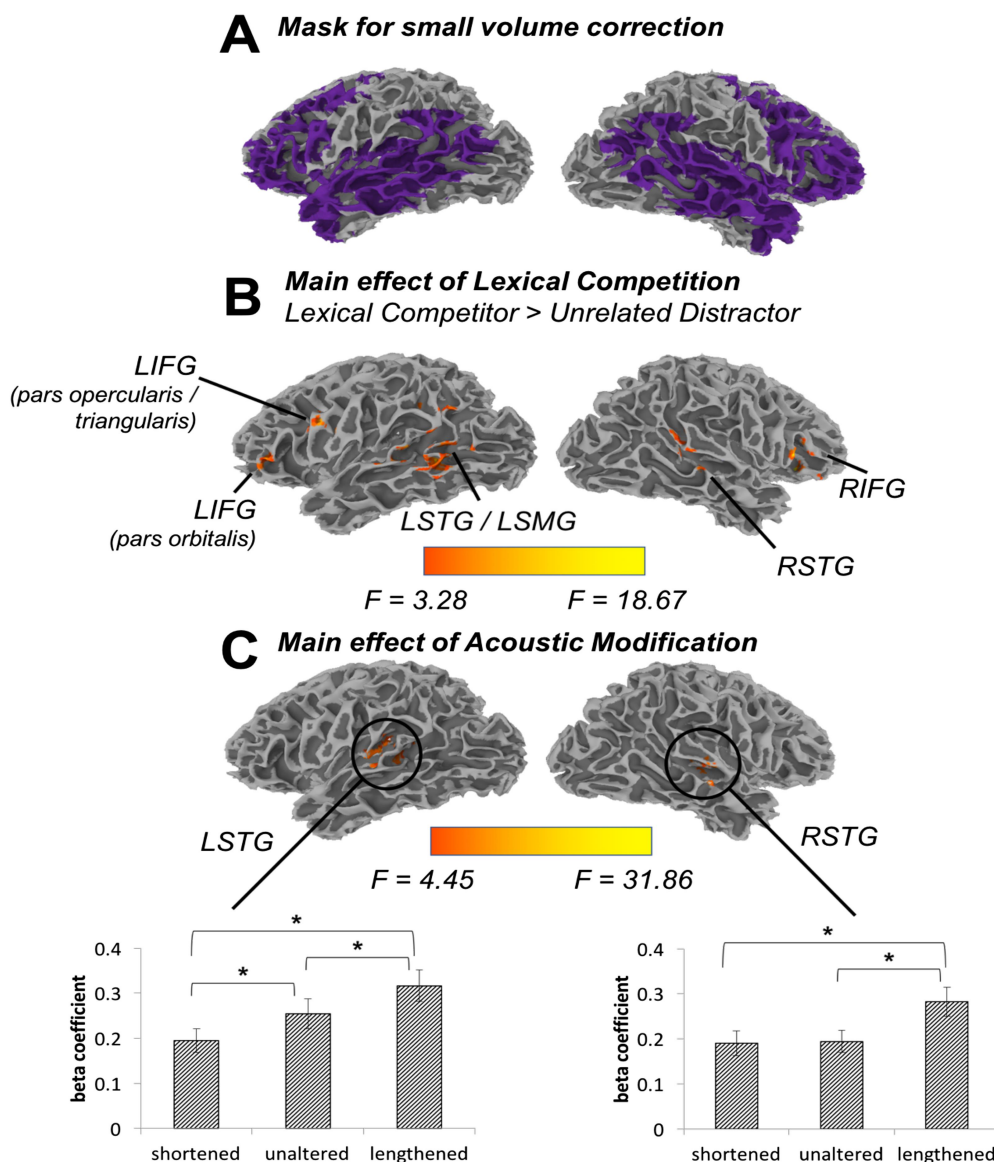 A Mask for small volume correction
B Main effect of Lexical Competition
Lexical Competitor > Unrelated Distractor
LIFG
(pars opercularis /
triangularis)
LIFG
(pars orbitalis)
LSTG / LSMG
RIFG
RSTG
F = 3.28 F = 18.67
C Main effect of Acoustic Modification
LSTG
RSTG
F = 4.45 F = 31.86
*
*
*
beta coefficient
0.4
0.3
0.2
0.1
0
shortened unaltered lengthened
*
*
beta coefficient
0.4
0.3
0.2
0.1
0
shortened unaltered lengthened